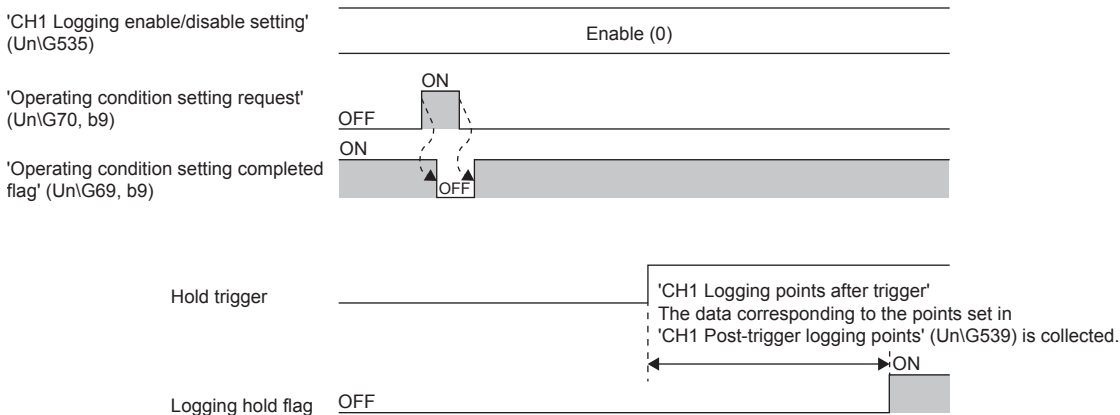 'CH1 Logging enable/disable setting'
(Un\G535)
Enable (0)
ON
'Operating condition setting request'
(Un\G70, b9)
OFF
ON
'Operating condition setting completed
flag' (Un\G69, b9)
OFF
Hold trigger
'CH1 Logging points after trigger'
The data corresponding to the points set in
'CH1 Post-trigger logging points' (Un\G539) is collected.
ON
Logging hold flag
OFF